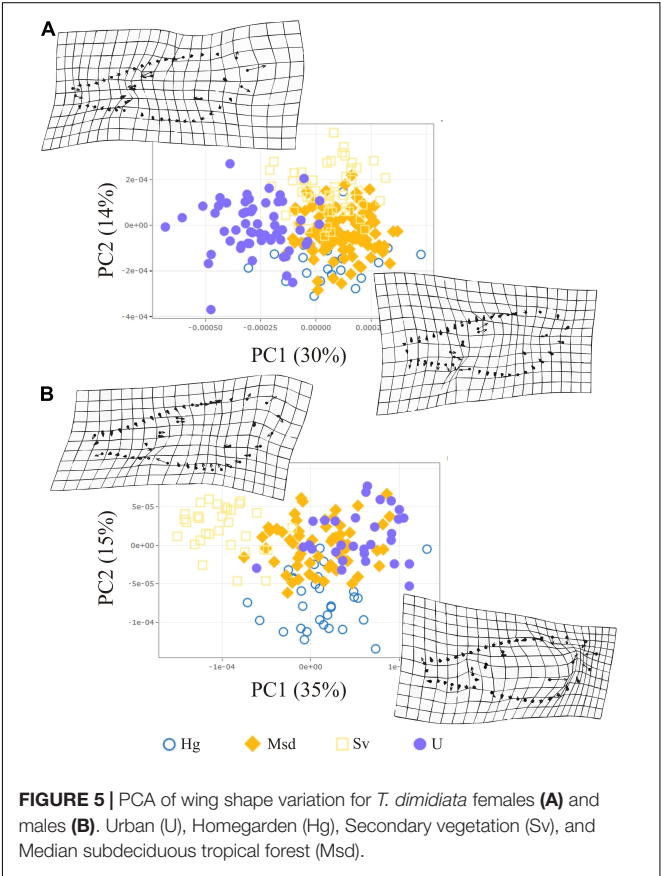 A
PC2 (14%)
2e-04
0e+00
-2e-04
-4e-04
-0.00050
-0.00025
0.00000
PC1 (30%)
B
PC2 (15%)
5e-05
0e+00
-5e-05
-1e-04
-1e-04
0e+00
PC1 (35%)
Hg Msd Sv U
FIGURE 5 | PCA of wing shape variation for T. dimidiata females (A) and
males (B). Urban (U), Homegarden (Hg), Secondary vegetation (Sv), and
Median subdeciduous tropical forest (Msd).